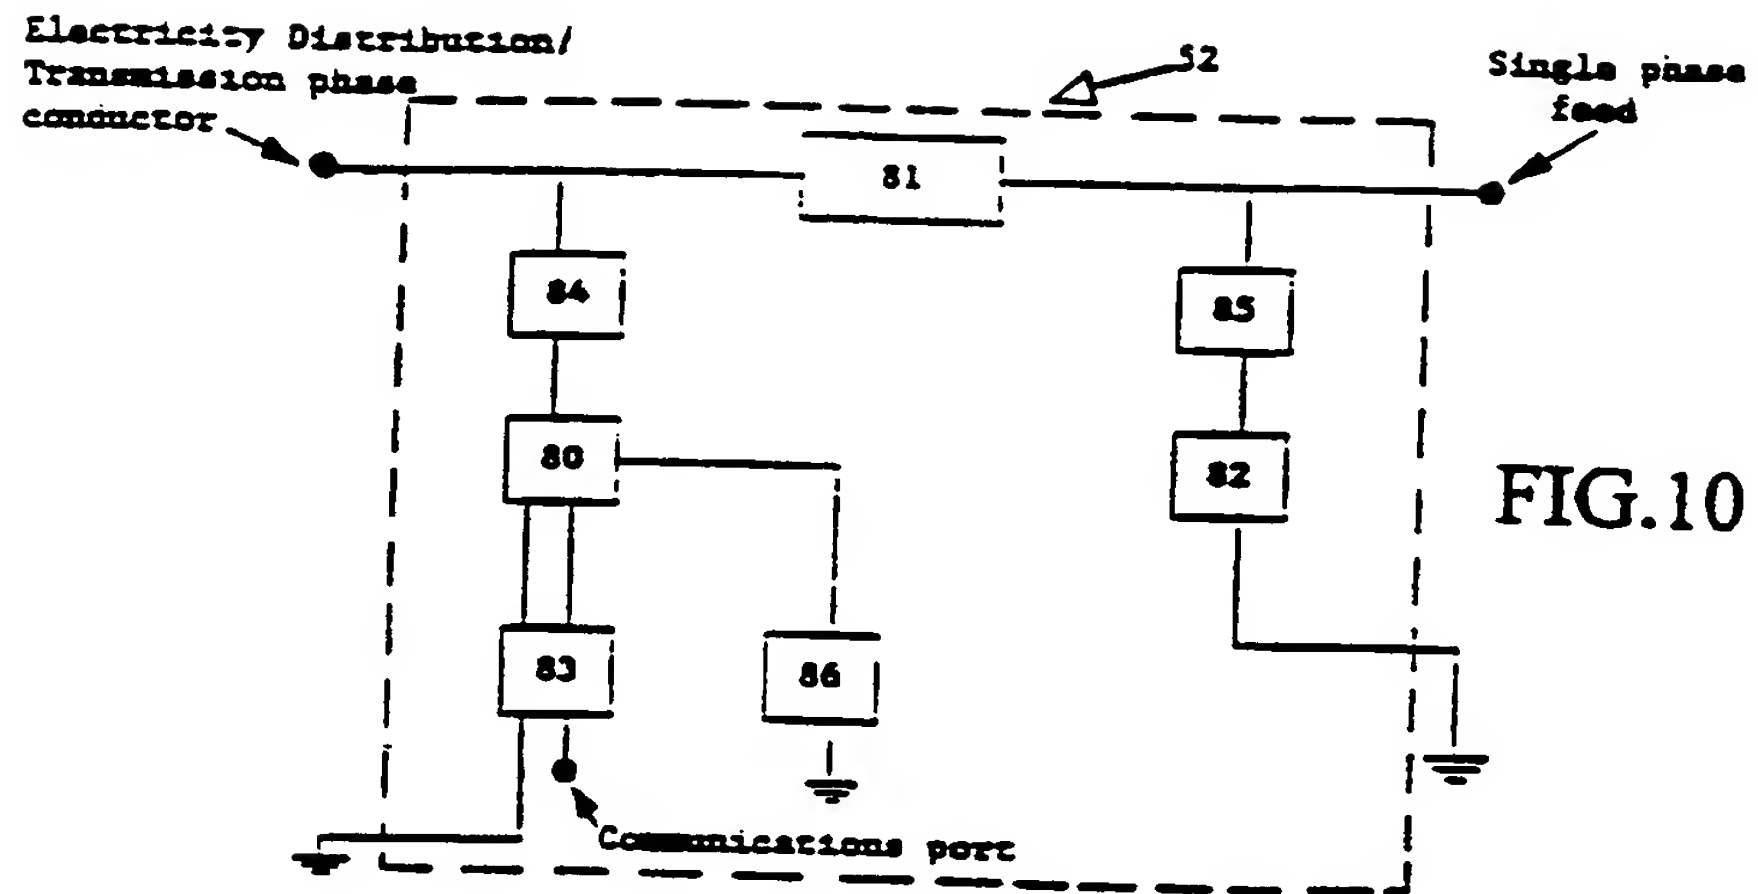 Electricity Distribution/
Transmission phase
conductor
52
Single phase
feed
81
84
85
80
82
FIG.10
83
86
Communications port